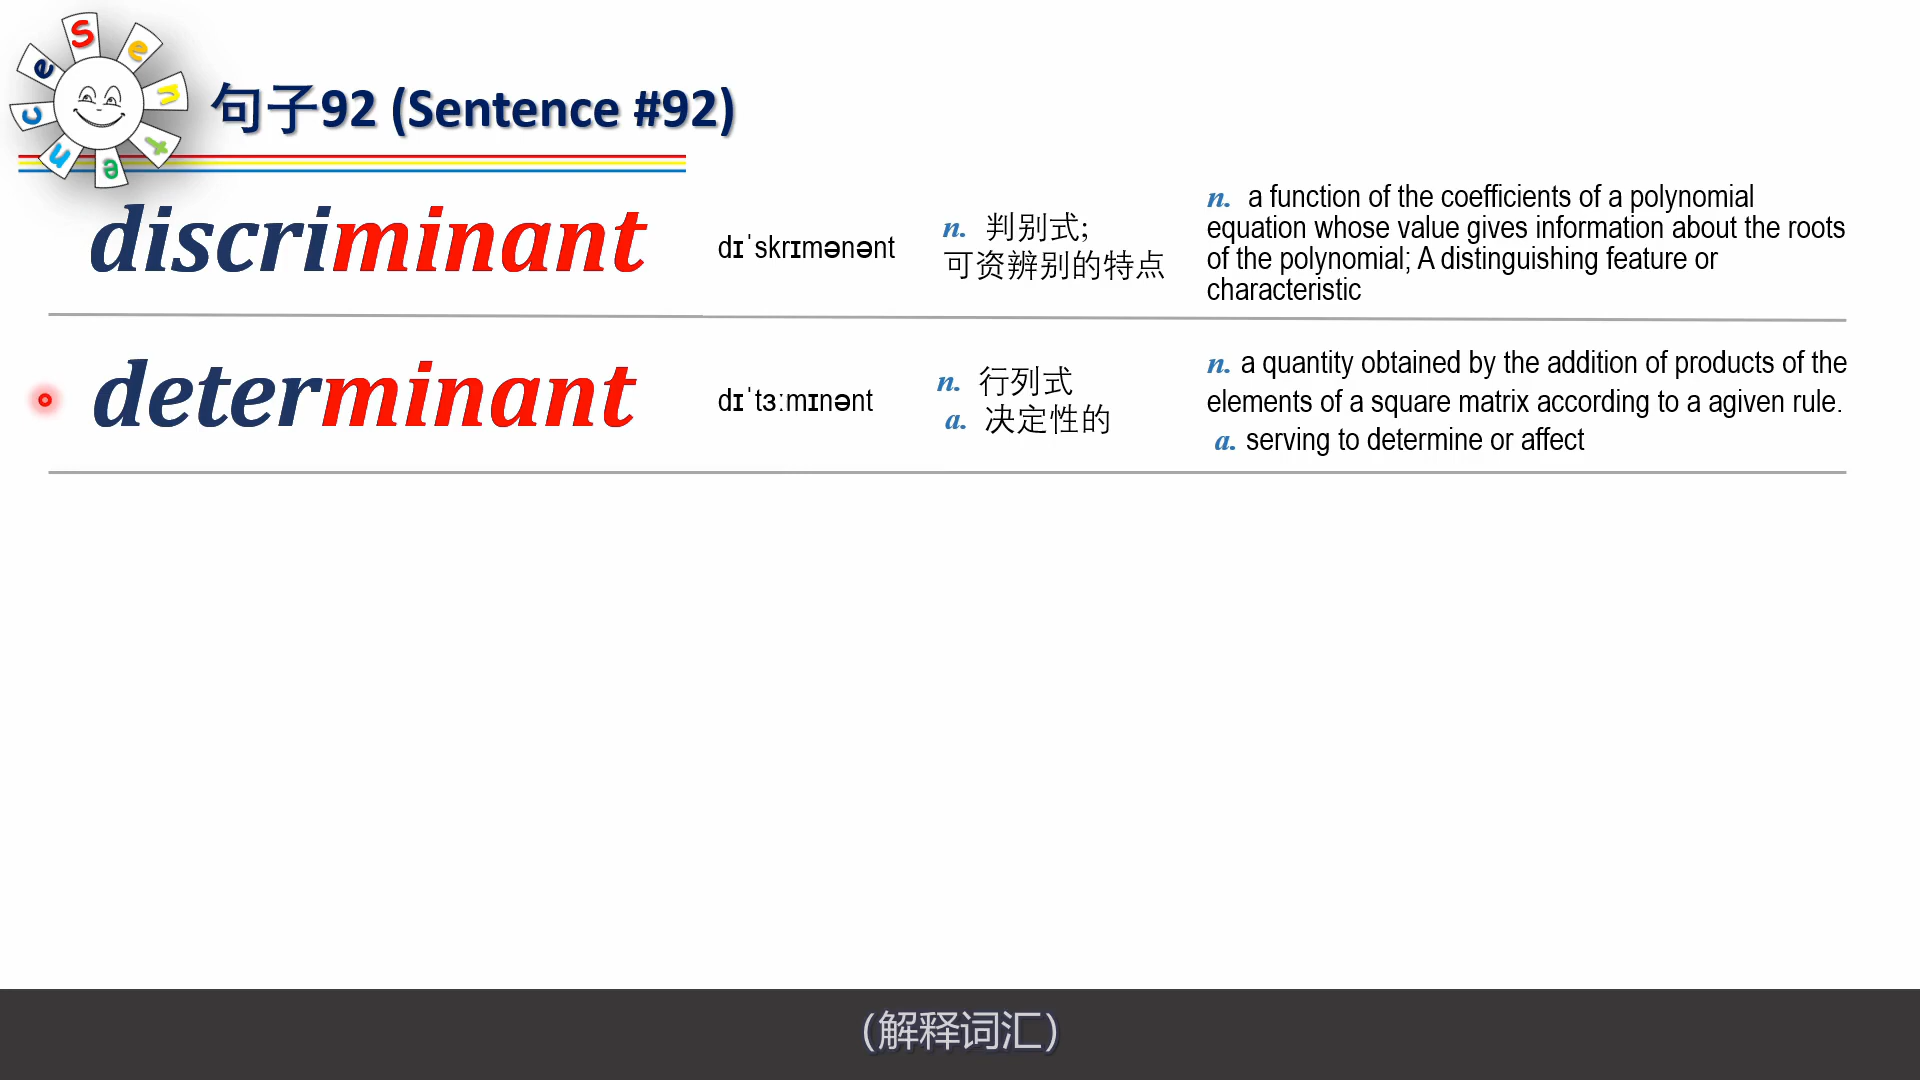 Sentence
句子92 (Sentence #92)
discriminant
dɪˈskrɪmənənt
n. 判别式;
可资辨别的特点
n. a function of the coefficients of a polynomial
equation whose value gives information about the roots
of the polynomial; A distinguishing feature or
characteristic
determinant
dɪˈtɜːmɪnənt
n. 行列式
a. 决定性的
n. a quantity obtained by the addition of products of the
elements of a square matrix according to a agiven rule.
a. serving to determine or affect
(解释词汇)